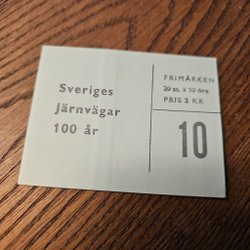 Sveriges
Järnvägar
100 år
FRIMÄRKEN
20 st. à 10 öre
PRIS 2 KR
10